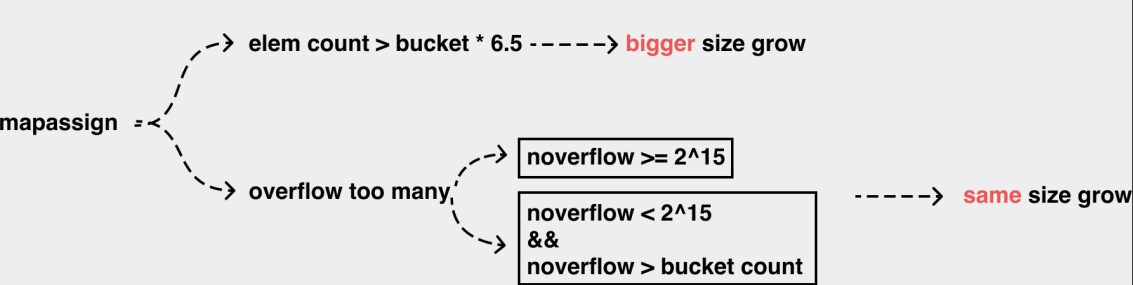 elem count > bucket * 6.5
bigger size grow
mapassign
overflow too many
noverflow >= 2^15
noverflow < 2^15
&&
noverflow > bucket count
same size grow